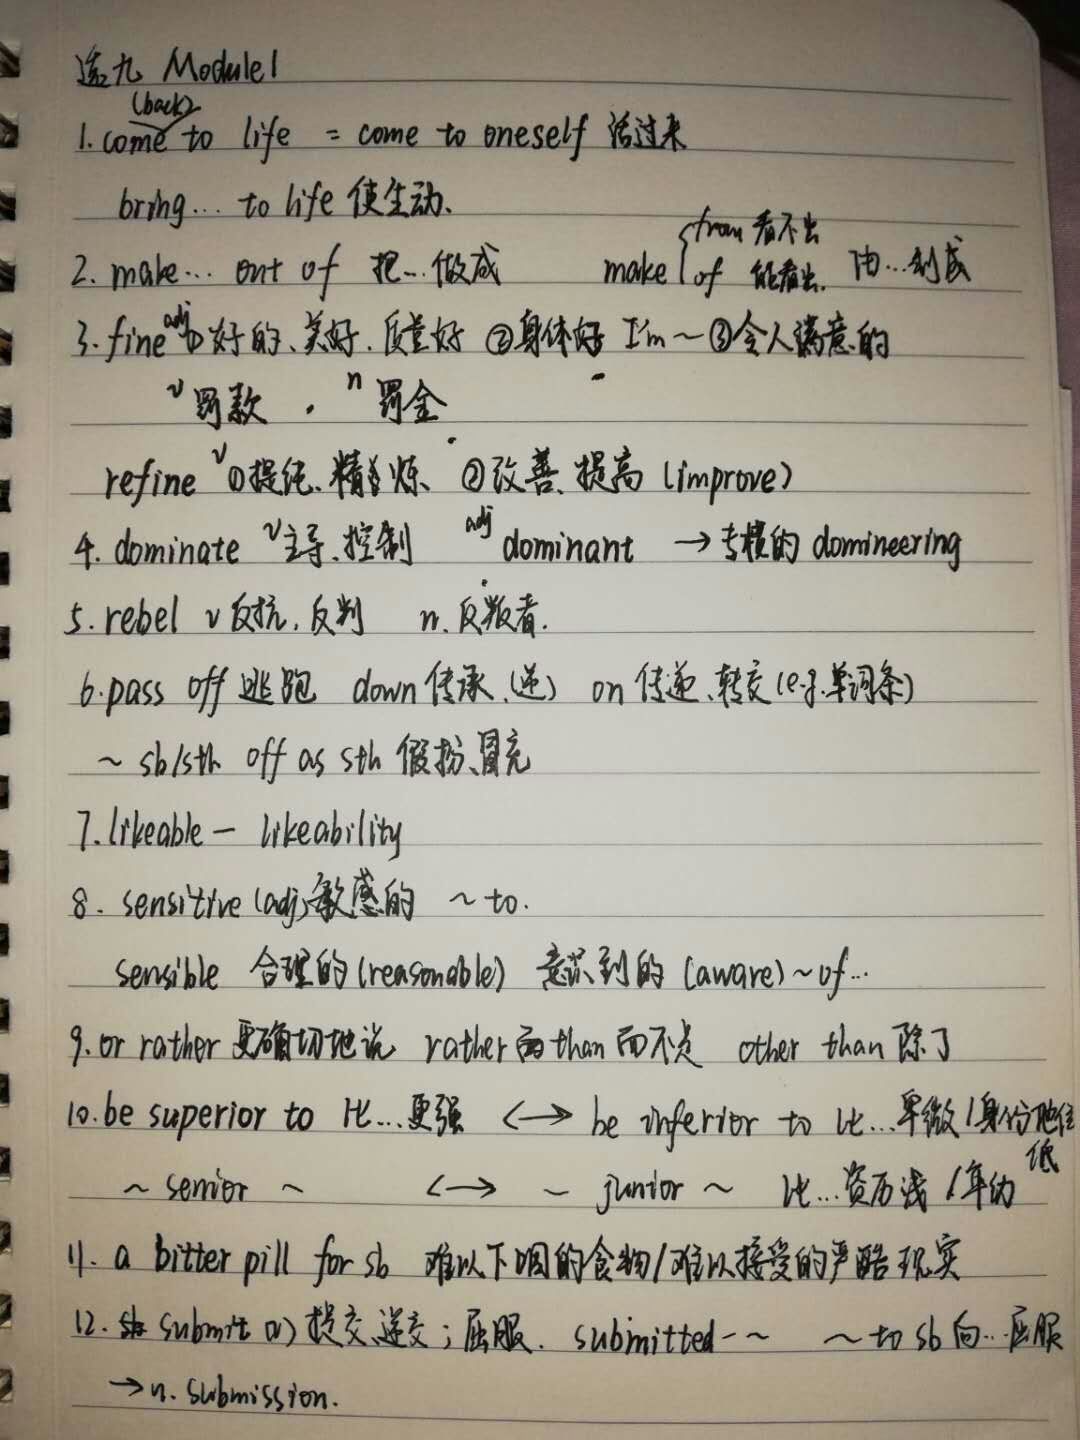 选九 Module 1
(back)
1. come to life = come to oneself 活过来
bring... to life 使生动.
2. make... out of 把...做成 make { from 看不出 由...制成
of 能看出.
3. fine adj ①好的、美好.质量好 ②身体好 I'm ~ ③令人满意的
v 罚款. n 罚金
refine v ①提纯、精炼 ②改善、提高 (improve)
4. dominate v 主导、控制 adj dominant → 专横的 domineering
5. rebel v 反抗.反判 n.反叛者.
6. pass off 逃跑 down 传承.(逆) on 传递、转交 (e.g.单词条)
~ sb/sth off as sth 假扮、冒充
7. likeable — likeability
8. sensitive (adj)敏感的 ~ to.
sensible 合理的 (reasonable) 意识到的 (aware) ~ of...
9. or rather 更确切地说 rather than 而不是 other than 除了
10. be superior to 比...更强 <—> be inferior to 比...卑微/身份地位
低
~ senior ~ <—> ~ junior ~ 比...资历浅/年幼
11. a bitter pill for sb 难以下咽的食物/难以接受的严酷现实
12. submit (v) 提交、递交;屈服. submitted -- ~ ~ to sb 向...屈服
→ n. submission.